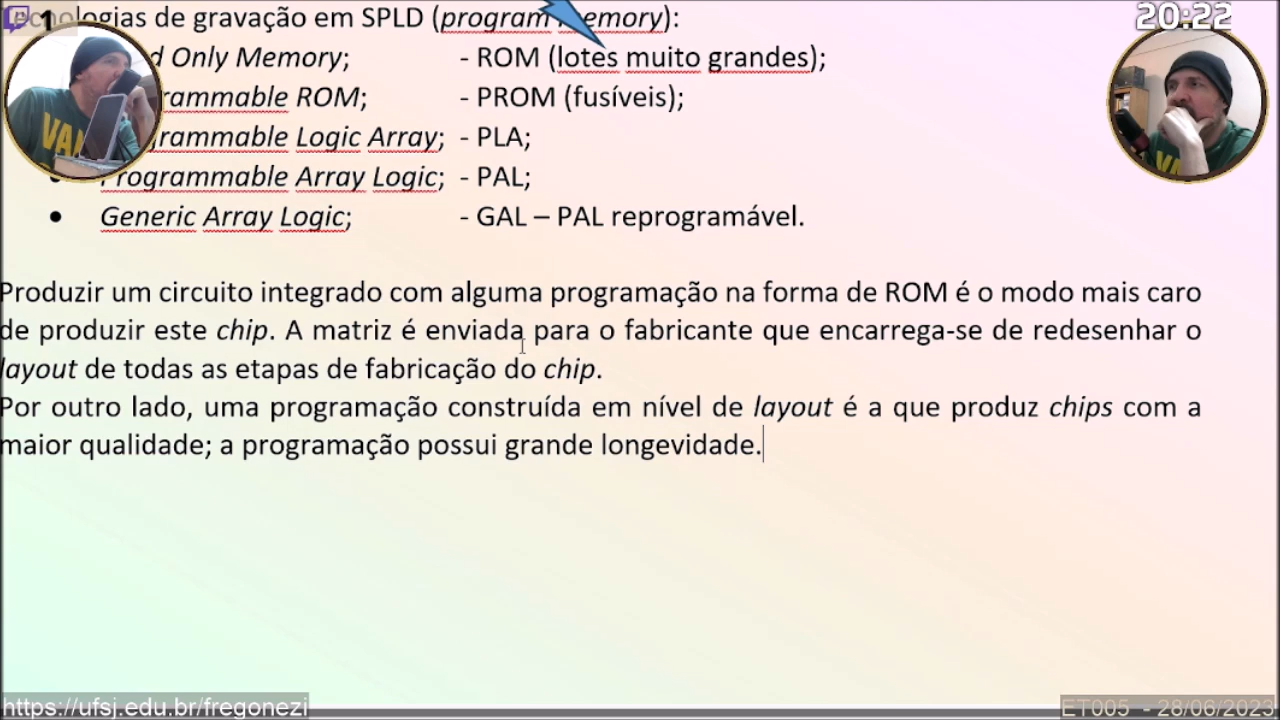 1
20:22
ecnologias de gravação em SPLD (program memory):
d Only Memory; - ROM (lotes muito grandes);
rammable ROM; - PROM (fusíveis);
grammable Logic Array; - PLA;
• Programmable Array Logic; - PAL;
• Generic Array Logic; - GAL – PAL reprogramável.
Produzir um circuito integrado com alguma programação na forma de ROM é o modo mais caro
de produzir este chip. A matriz é enviada para o fabricante que encarrega-se de redesenhar o
layout de todas as etapas de fabricação do chip.
Por outro lado, uma programação construída em nível de layout é a que produz chips com a
maior qualidade; a programação possui grande longevidade.
VAN
https://ufsj.edu.br/fregonezi
ET005 - 28/06/2023